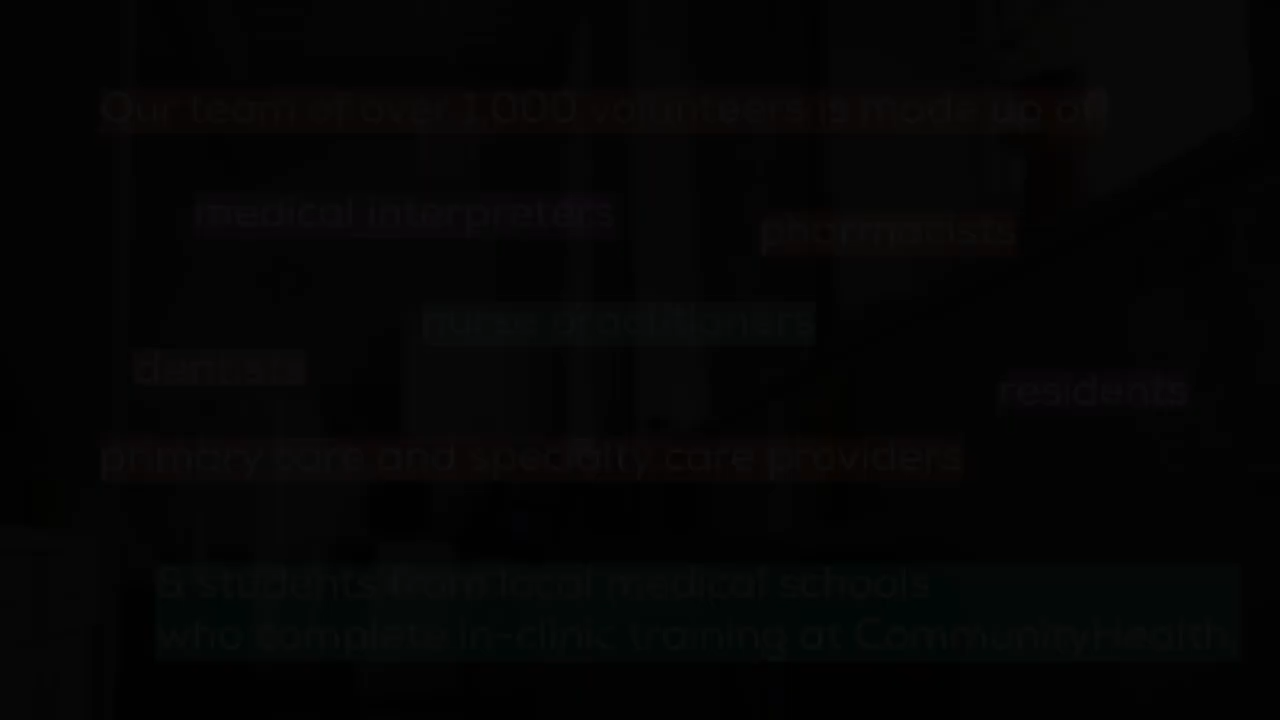 Our team of over 1,000 volunteers is made up of:
medical interpreters
pharmacists
nurse practitioners
dentists
residents
primary care and specialty care providers
& students from local medical schools
who complete in-clinic training at CommunityHealth.